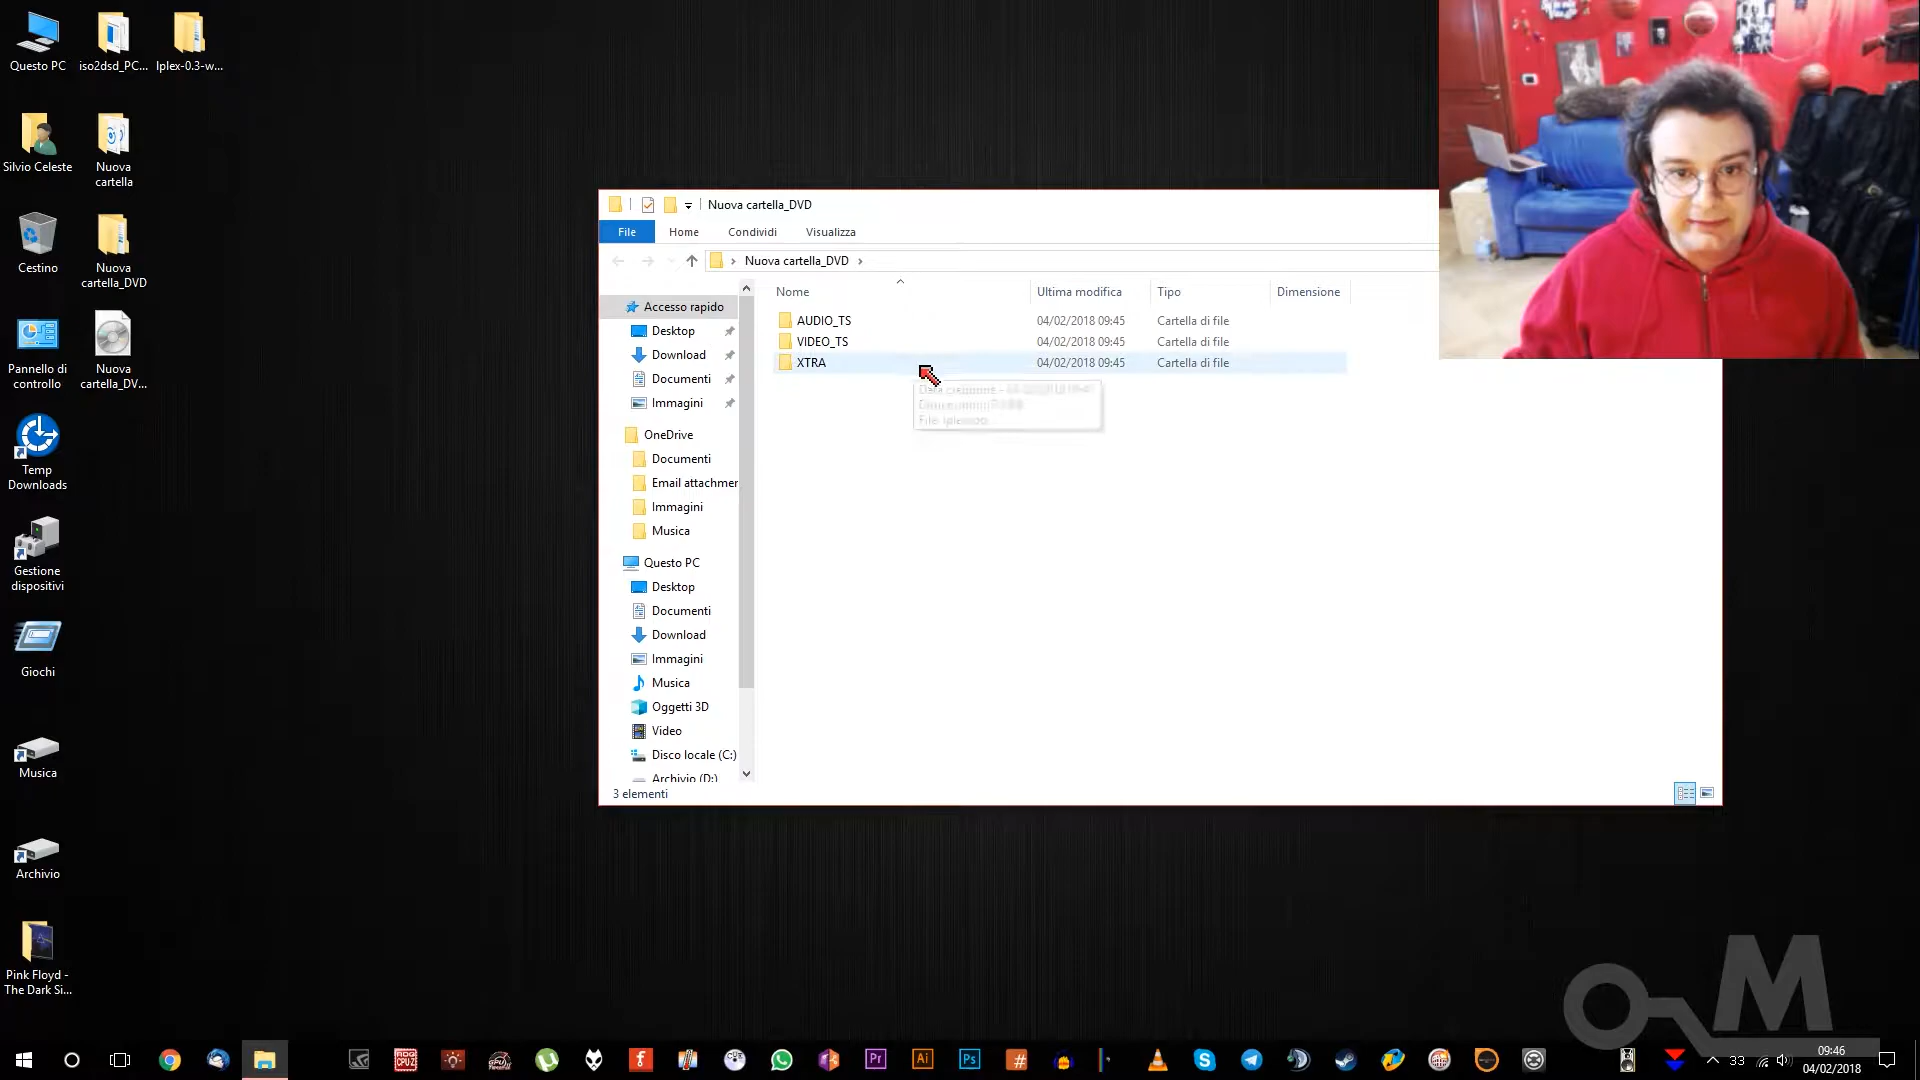 Questo PC
iso2dsd_PC...
lplex-0.3-w...
Silvio Celeste
Nuova
cartella
Cestino
Nuova
cartella_DVD
Pannello di
controllo
Nuova
cartella_DV...
Temp
Downloads
Gestione
dispositivi
Giochi
Musica
Archivio
Pink Floyd -
The Dark Si...
Nuova cartella_DVD
File
Home
Condividi
Visualizza
Nuova cartella_DVD
Nome
Ultima modifica
Tipo
Dimensione
AUDIO_TS
04/02/2018 09:45
Cartella di file
VIDEO_TS
04/02/2018 09:45
Cartella di file
XTRA
04/02/2018 09:45
Cartella di file
Accesso rapido
Desktop
Download
Documenti
Immagini
OneDrive
Documenti
Email attachmer
Immagini
Musica
Questo PC
Desktop
Documenti
Download
Immagini
Musica
Oggetti 3D
Video
Disco locale (C:)
Archivio (D:)
3 elementi
M
Pr
Ai
Ps
33
09:46
04/02/2018